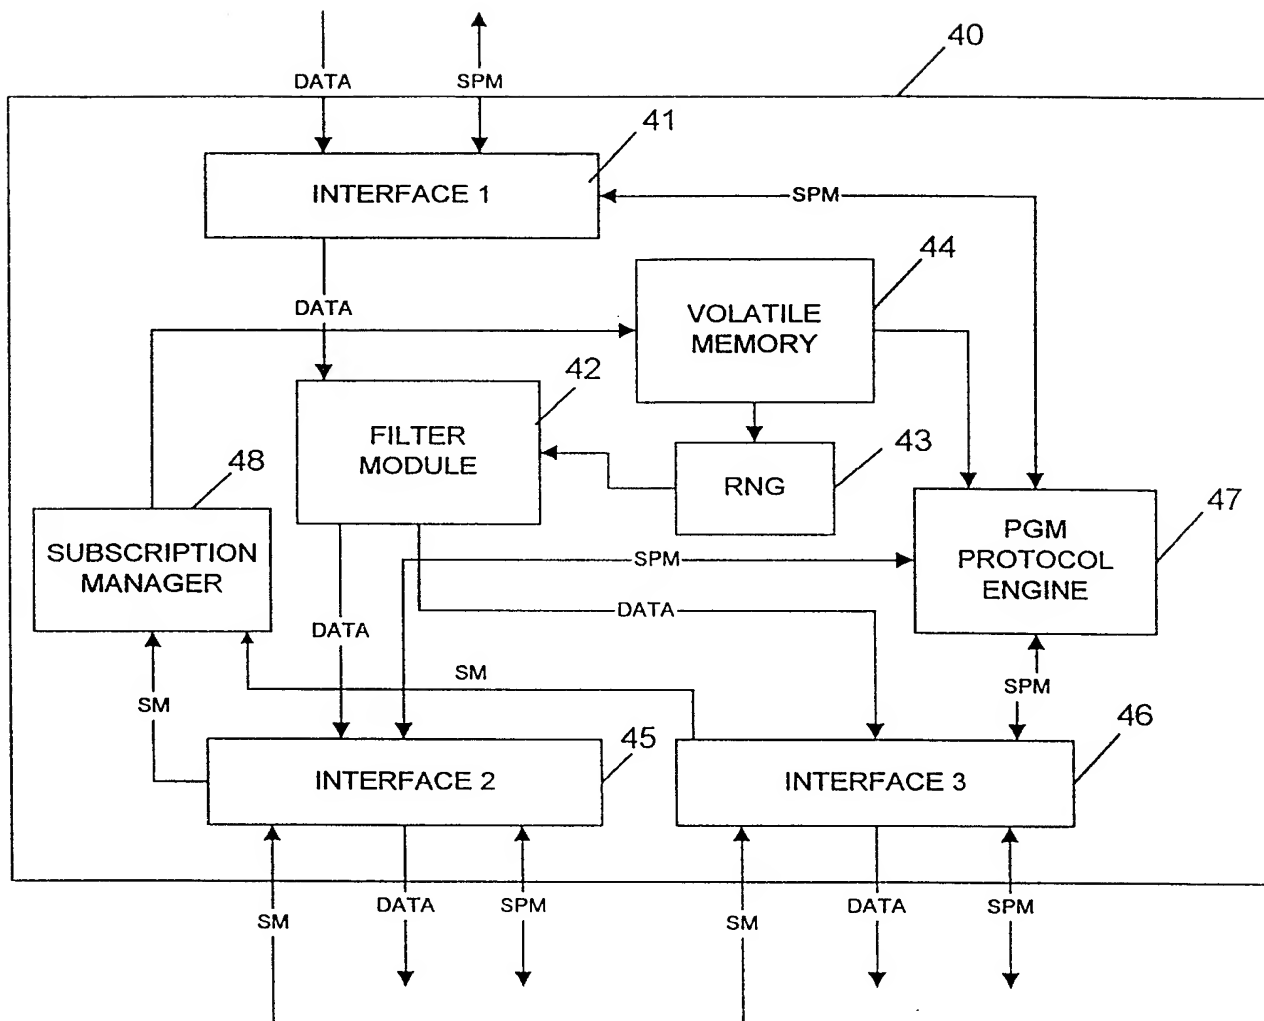 40
DATA
SPM
41
INTERFACE 1
SPM
44
DATA
VOLATILE
MEMORY
42
FILTER
MODULE
43
RNG
48
47
SUBSCRIPTION
MANAGER
PGM
PROTOCOL
ENGINE
SPM
DATA
DATA
SM
SM
SPM
45
46
INTERFACE 2
INTERFACE 3
SM
DATA
SPM
SM
DATA
SPM